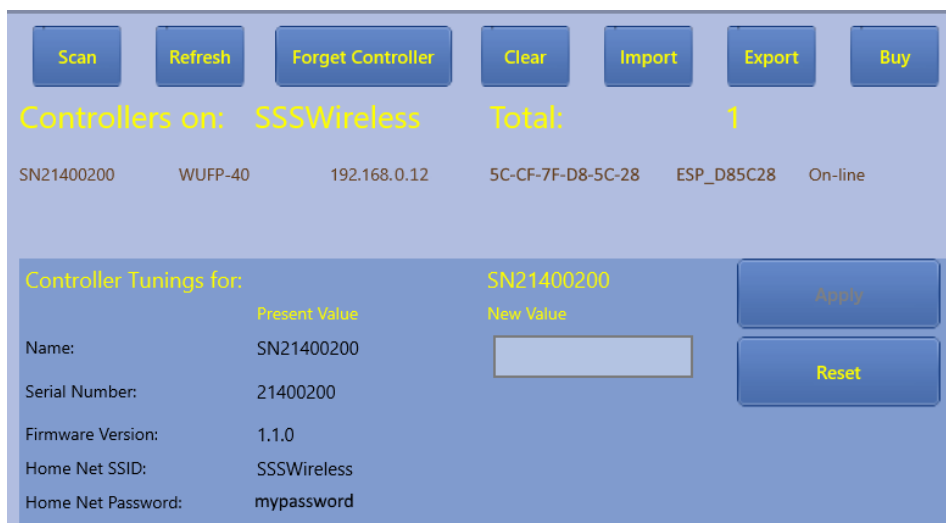 Scan Refresh Forget Controller Clear Import Export Buy
Controllers on: SSSWireless Total: 1
SN21400200 WUFP-40 192.168.0.12 5C-CF-7F-D8-5C-28 ESP_D85C28 On-line
Controller Tunings for: SN21400200
Apply
Present Value New Value
Name: SN21400200
Reset
Serial Number: 21400200
Firmware Version: 1.1.0
Home Net SSID: SSSWireless
Home Net Password: mypassword